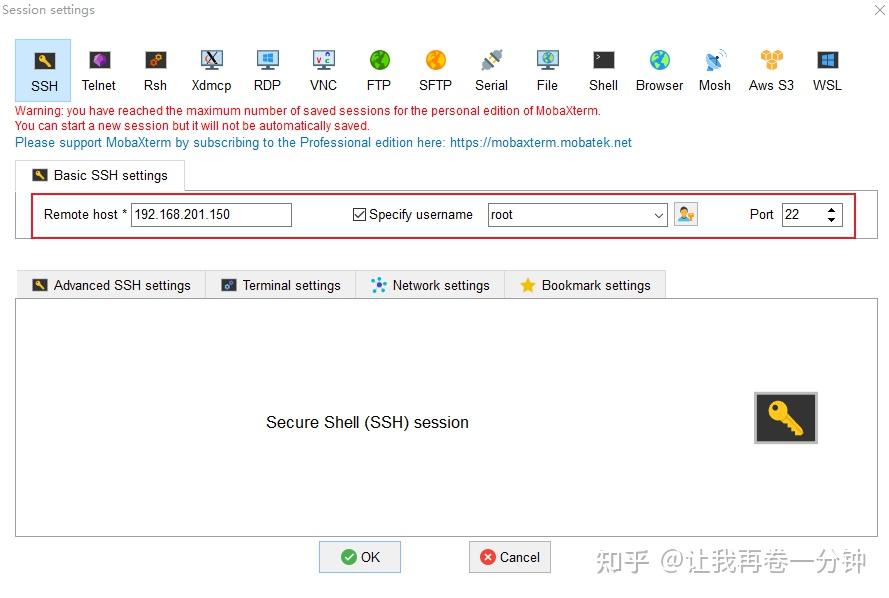 Session settings
SSH Telnet Rsh Xdmcp RDP VNC FTP SFTP Serial File Shell Browser Mosh Aws S3 WSL
Warning: you have reached the maximum number of saved sessions for the personal edition of MobaXterm.
You can start a new session but it will not be automatically saved.
Please support MobaXterm by subscribing to the Professional edition here: https://mobaxterm.mobatek.net
Basic SSH settings
Remote host * 192.168.201.150 Specify username root Port 22
Advanced SSH settings Terminal settings Network settings Bookmark settings
Secure Shell (SSH) session
OK Cancel
知乎 @让我再卷一分钟